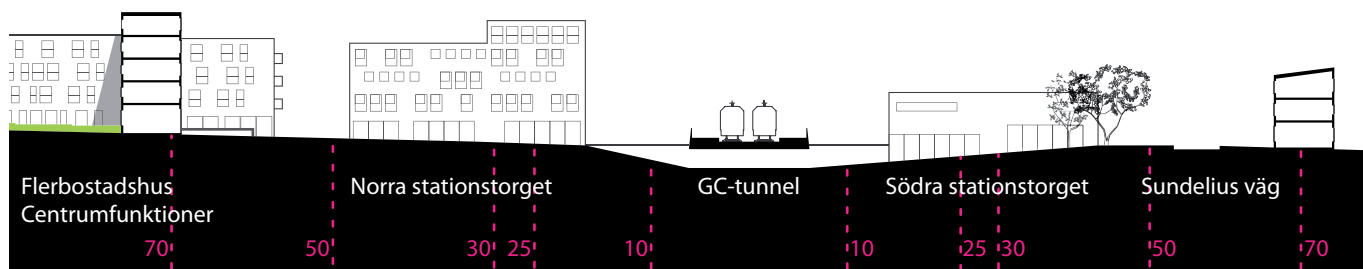 Flerbostadshus
Centrumfunktioner
Norra stationstorget
GC-tunnel
Södra stationstorget
Sundelius väg
70 50 30 25 10 10 25 30 50 70